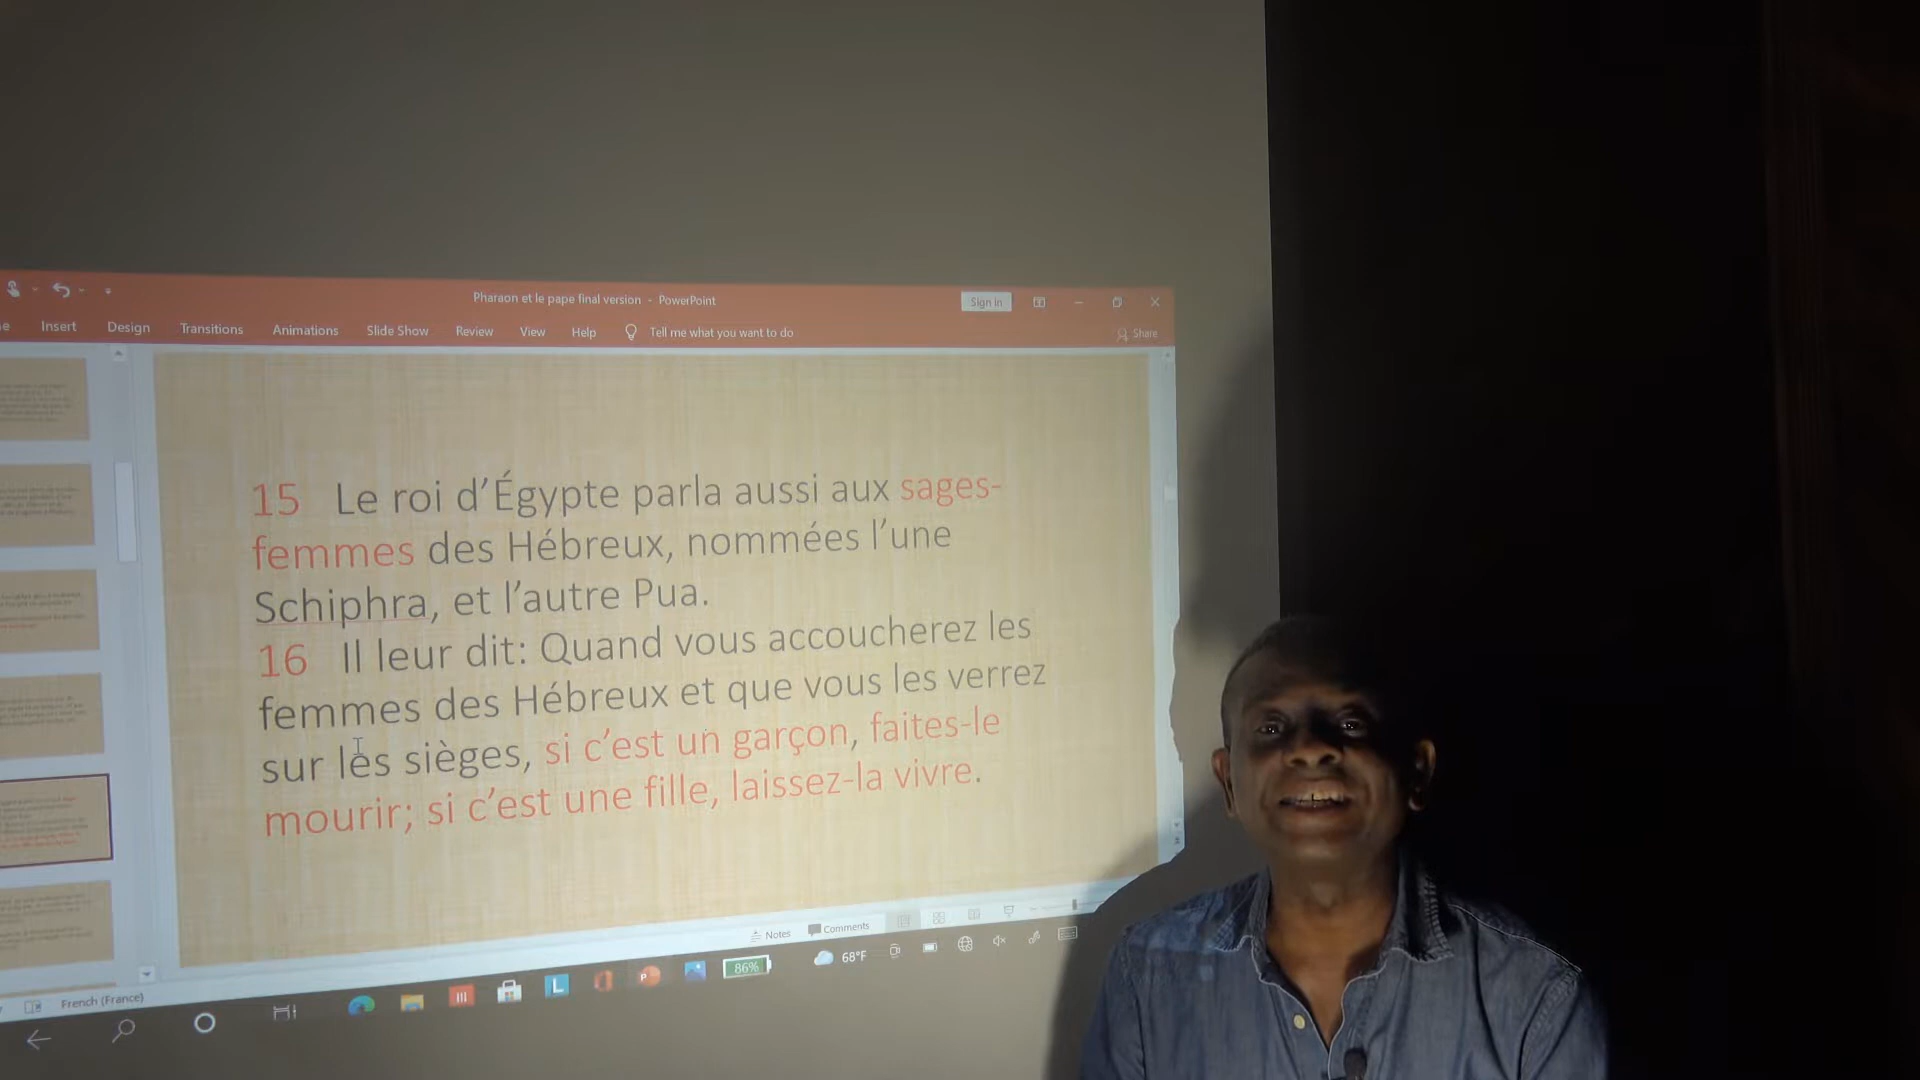 Pharaon et le pape final version - PowerPoint
Sign in
Insert Design Transitions Animations Slide Show Review View Help Tell me what you want to do
Share
15 Le roi d’Égypte parla aussi aux sages-
femmes des Hébreux, nommées l’une
Schiphra, et l’autre Pua.
16 Il leur dit: Quand vous accoucherez les
femmes des Hébreux et que vous les verrez
sur les sièges, si c’est un garçon, faites-le
mourir; si c’est une fille, laissez-la vivre.
Notes Comments
French (France)
86% 68°F